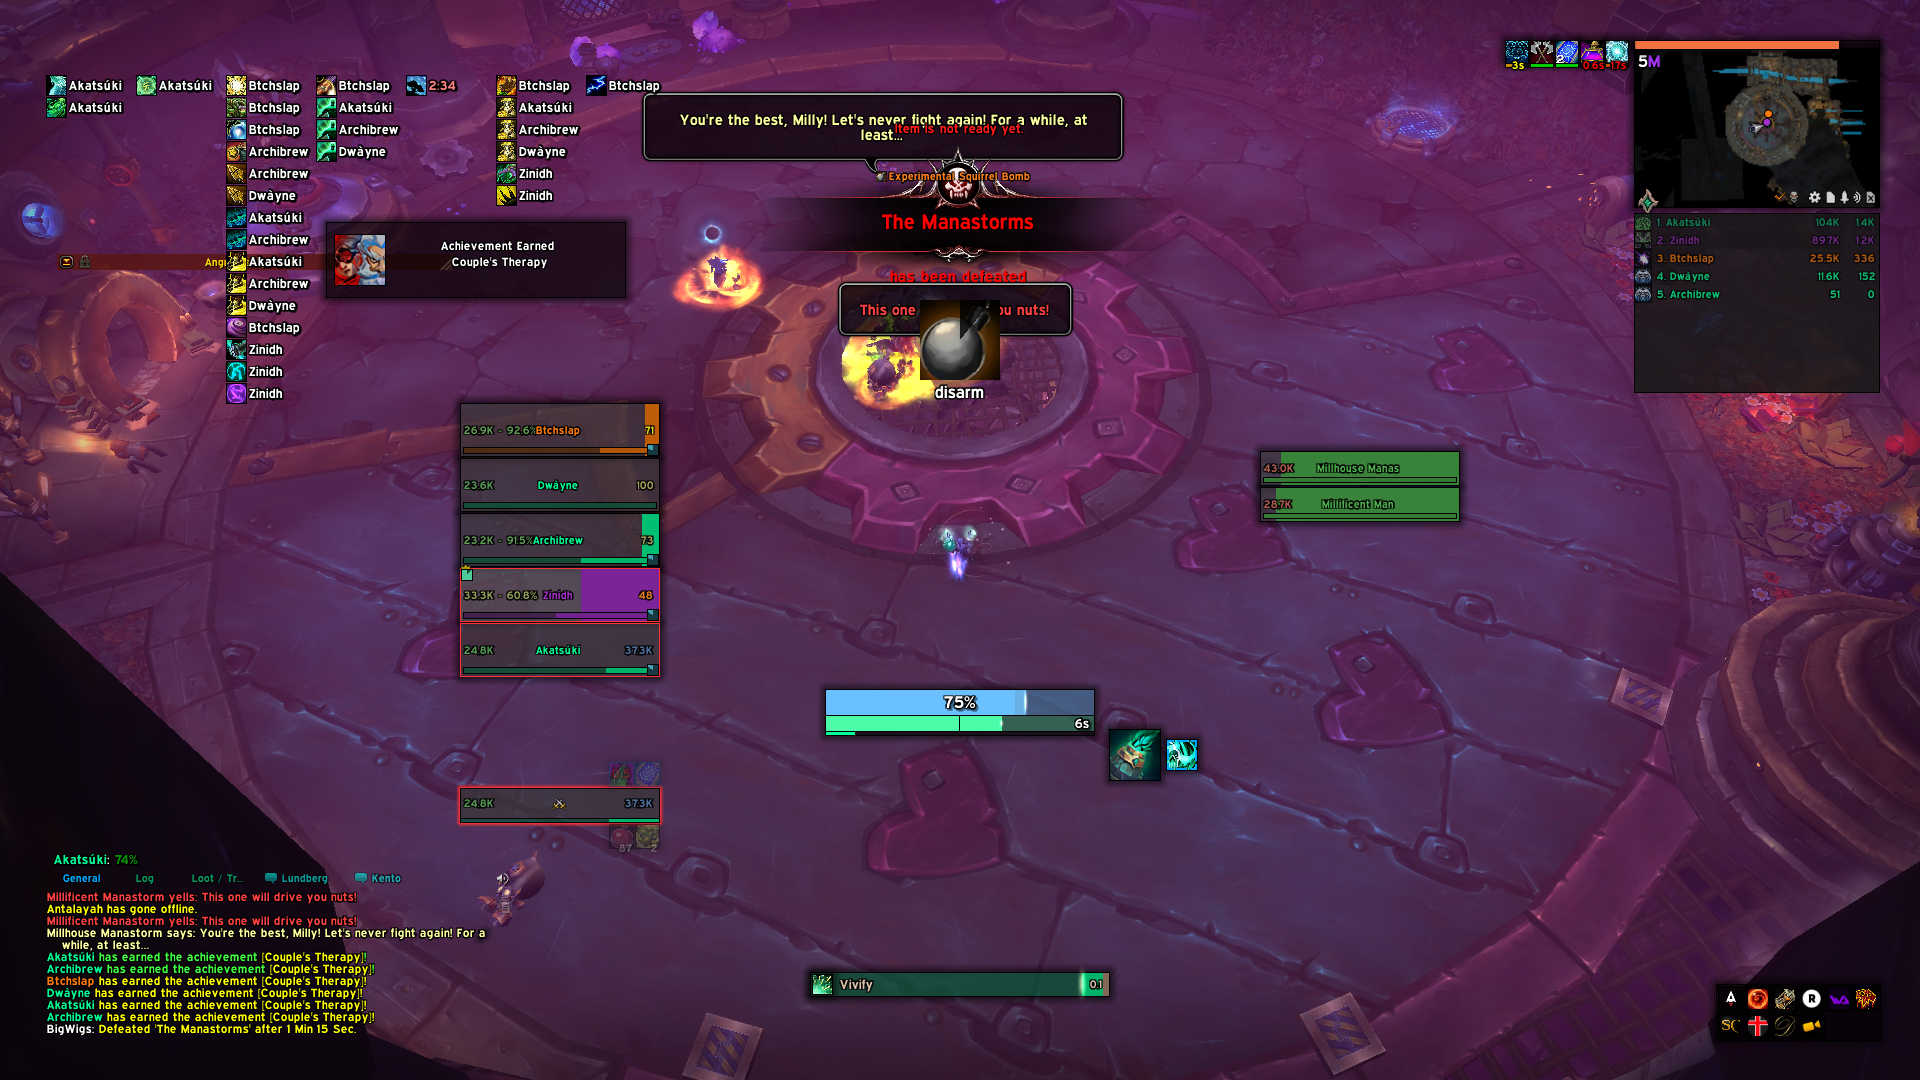 Akatsúki
Akatsúki
Btchslap
Btchslap
2:34
Btchslap
Btchslap
Akatsúki
Btchslap
Akatsúki
Akatsúki
Btchslap
Archibrew
Archibrew
Archibrew
Dwàyne
Dwàyne
Archibrew
Zinidh
Dwàyne
Zinidh
Akatsúki
Archibrew
Akatsúki
Archibrew
Dwàyne
Btchslap
Zinidh
Zinidh
Zinidh
Achievement Earned
Couple's Therapy
You're the best, Milly! Let's never fight again! For a while, at
least...
Item is not ready yet.
Experimental Squirrel Bomb
The Manastorms
has been defeated
This one
ou nuts!
disarm
3s
2
5M
1. Akatsúki 104K 1.4K
2. Zinidh 89.7K 1.2K
3. Btchslap 25.5K 336
4. Dwàyne 11.6K 152
5. Archibrew 51 0
26.9K - 92.6% Btchslap 71
23.6K Dwàyne 100
23.2K - 91.5% Archibrew 73
33.3K - 60.8% Zinidh 48
24.8K Akatsúki 37.3K
43.0K Millhouse Manas
28.7K Millificent Man
75%
6s
24.8K 37.3K
87 2
Akatsúki: 74%
General Log Loot / Tr... Lundberg Kento
Millificent Manastorm yells: This one will drive you nuts!
Antalayah has gone offline.
Millificent Manastorm yells: This one will drive you nuts!
Millhouse Manastorm says: You're the best, Milly! Let's never fight again! For a
while, at least...
Akatsúki has earned the achievement [Couple's Therapy]!
Archibrew has earned the achievement [Couple's Therapy]!
Btchslap has earned the achievement [Couple's Therapy]!
Dwàyne has earned the achievement [Couple's Therapy]!
Akatsúki has earned the achievement [Couple's Therapy]!
Archibrew has earned the achievement [Couple's Therapy]!
BigWigs: Defeated 'The Manastorms' after 1 Min 15 Sec.
Vivify 0.1
R
SC